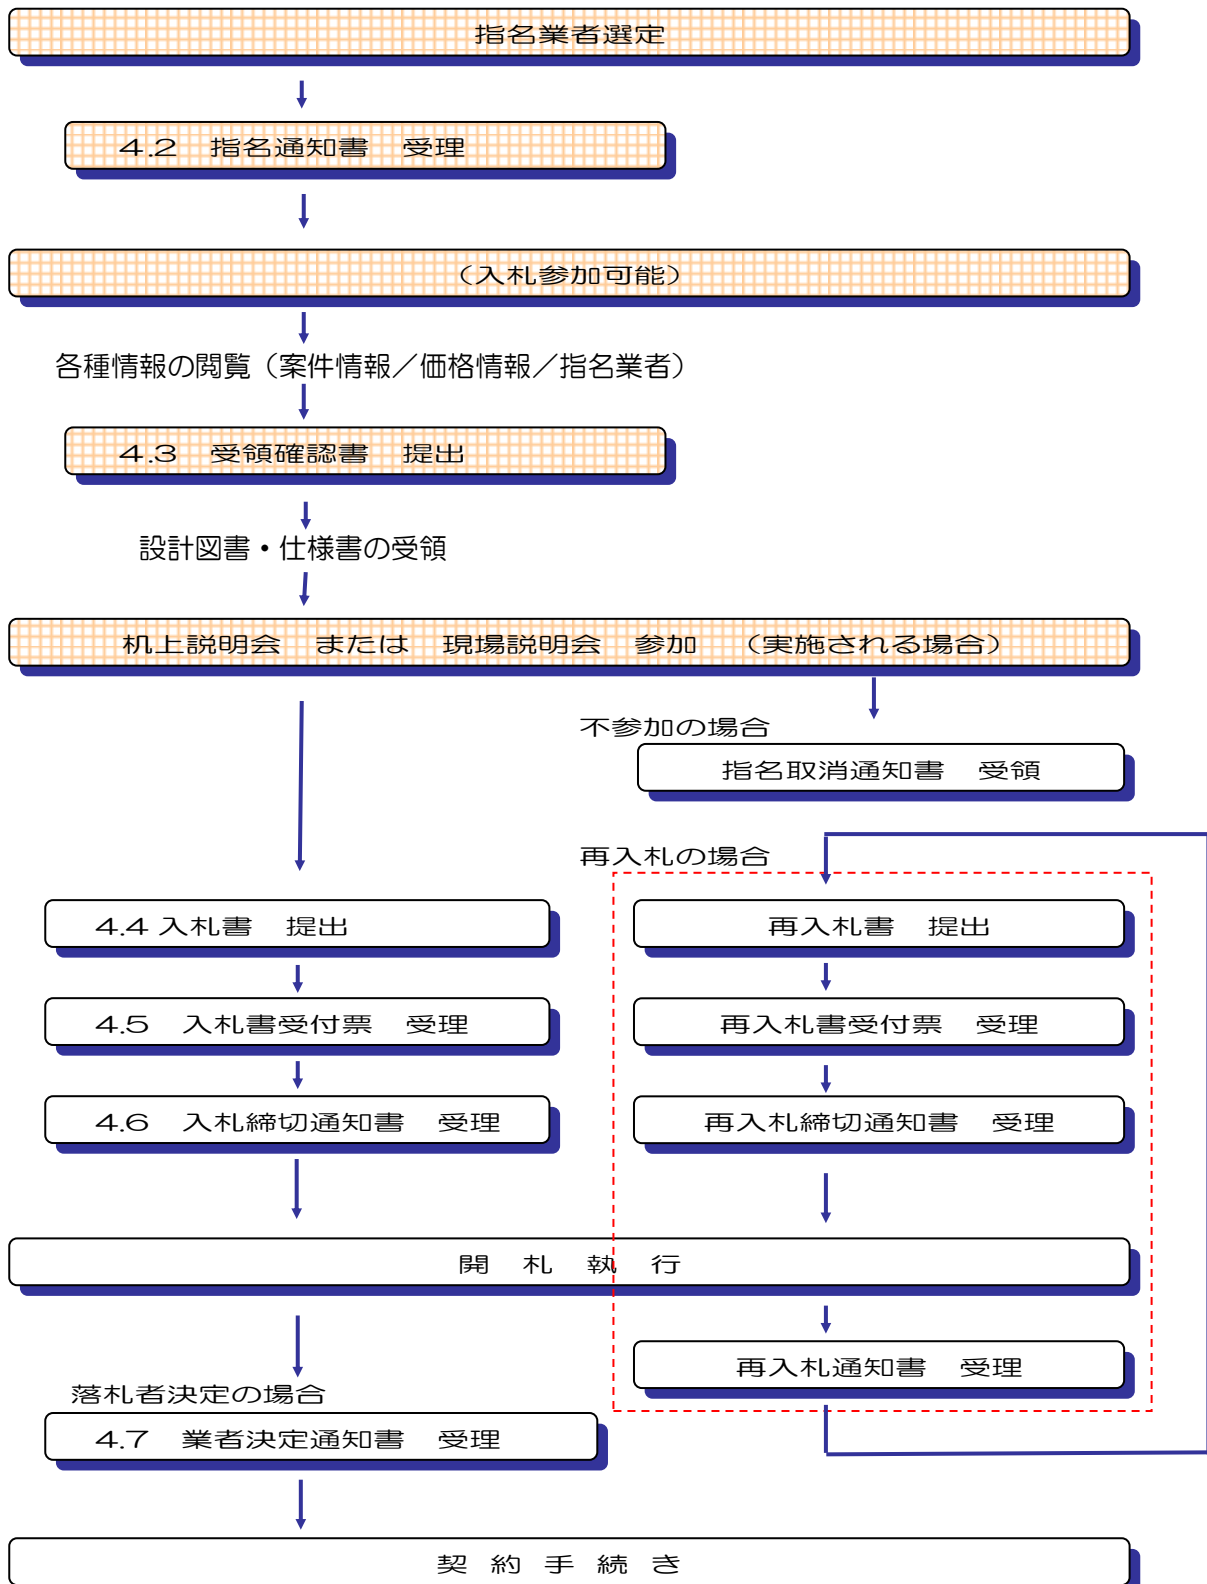 指名業者選定
4.2　指名通知書　受理
（入札参加可能）
各種情報の閲覧（案件情報／価格情報／指名業者）
4.3　受領確認書　提出
設計図書・仕様書の受領
机上説明会　または　現場説明会　参加　（実施される場合）
不参加の場合
指名取消通知書　受領
再入札の場合
4.4 入札書　提出
再入札書　提出
4.5　入札書受付票　受理
再入札書受付票　受理
4.6　入札締切通知書　受理
再入札締切通知書　受理
開　札　執　行
再入札通知書　受理
落札者決定の場合
4.7　業者決定通知書　受理
契 約 手 続 き